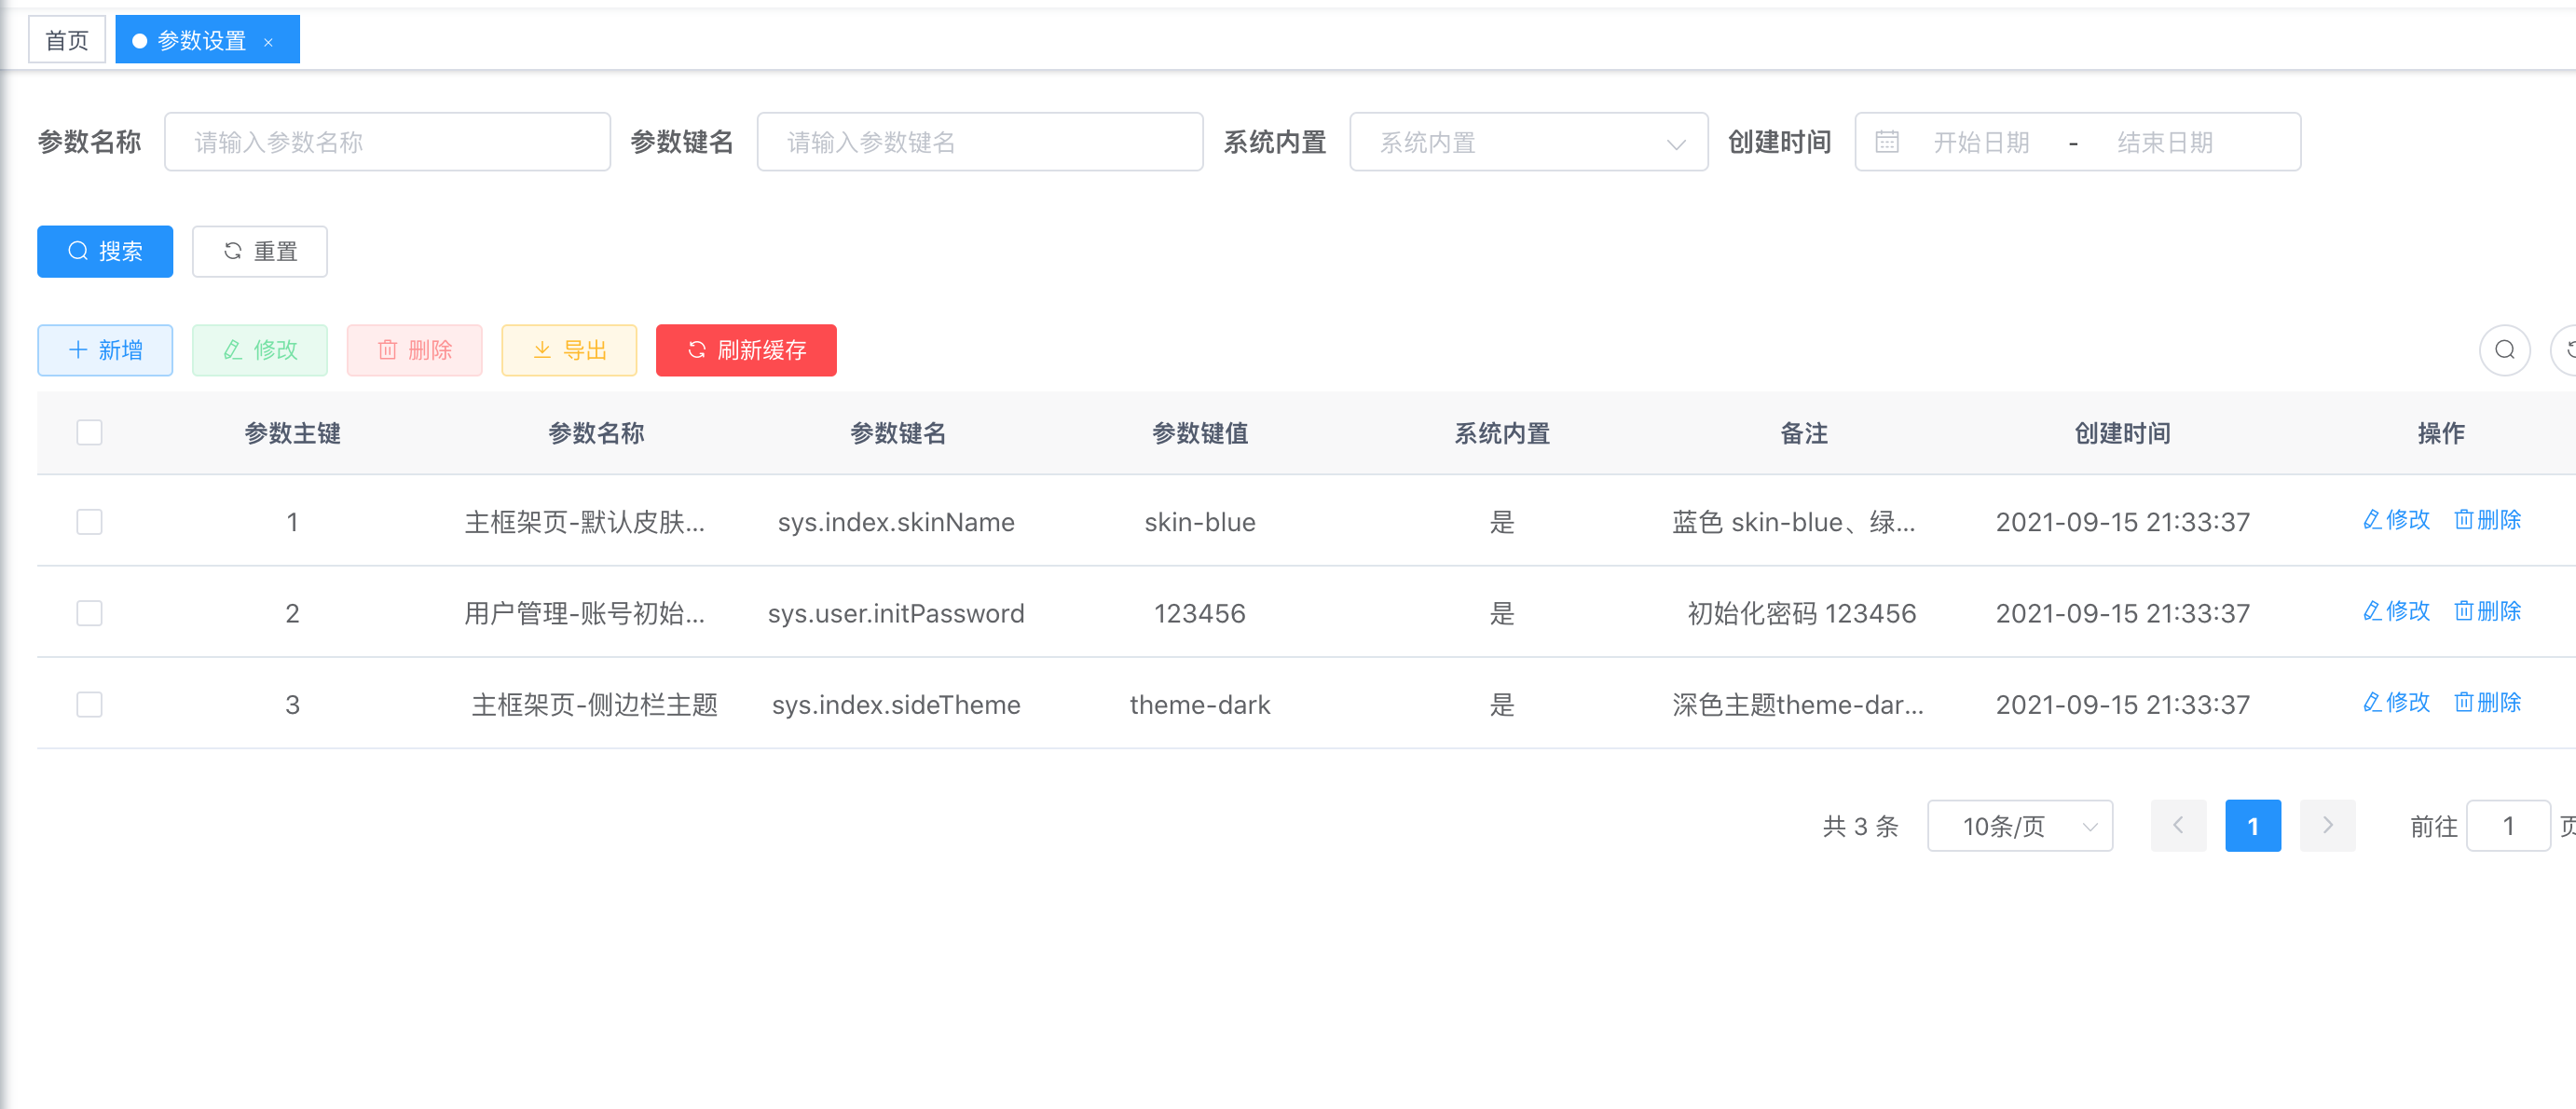 首页 参数设置 ×
参数名称 请输入参数名称 参数键名 请输入参数键名 系统内置 系统内置 创建时间 开始日期 - 结束日期
搜索 重置
新增 修改 删除 导出 刷新缓存
参数主键 参数名称 参数键名 参数键值 系统内置 备注 创建时间 操作
1 主框架页-默认皮肤... sys.index.skinName skin-blue 是 蓝色 skin-blue、绿... 2021-09-15 21:33:37 修改 删除
2 用户管理-账号初始... sys.user.initPassword 123456 是 初始化密码 123456 2021-09-15 21:33:37 修改 删除
3 主框架页-侧边栏主题 sys.index.sideTheme theme-dark 是 深色主题theme-dar... 2021-09-15 21:33:37 修改 删除
共 3 条 10条/页 1 前往 1 页